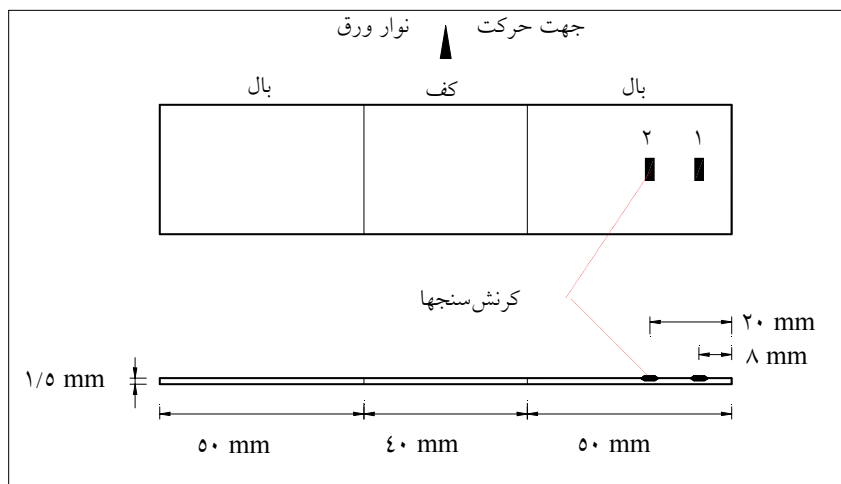 جهت حرکت نوار ورق
بال کف بال
۱ ۲
کرنش‌سنجها
۲۰ mm
۸ mm
۱/۵ mm
۵۰ mm ۴۰ mm ۵۰ mm